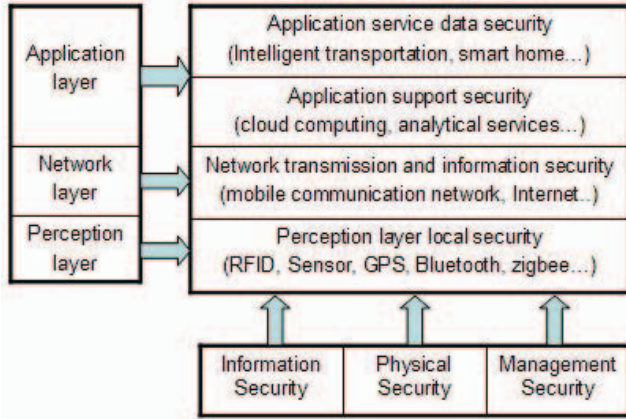 Application
layer
Application service data security
(Intelligent transportation, smart home...)
Application support security
(cloud computing, analytical services...)
Network
layer
Network transmission and information security
(mobile communication network, Internet..)
Perception
layer
Perception layer local security
(RFID, Sensor, GPS, Bluetooth, zigbee...)
Information
Security
Physical
Security
Management
Security